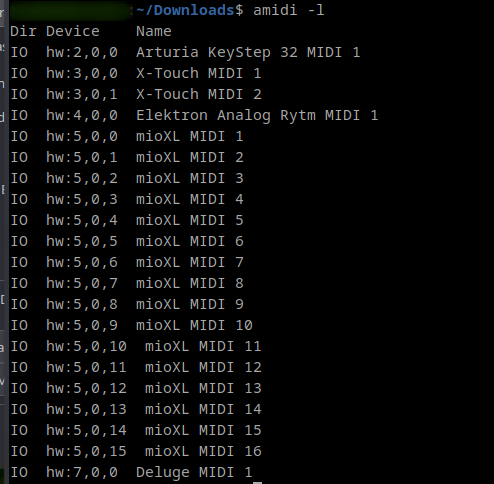 ~/Downloads$ amidi -l
Dir Device    Name
IO  hw:2,0,0  Arturia KeyStep 32 MIDI 1
IO  hw:3,0,0  X-Touch MIDI 1
IO  hw:3,0,1  X-Touch MIDI 2
IO  hw:4,0,0  Elektron Analog Rytm MIDI 1
IO  hw:5,0,0  mioXL MIDI 1
IO  hw:5,0,1  mioXL MIDI 2
IO  hw:5,0,2  mioXL MIDI 3
IO  hw:5,0,3  mioXL MIDI 4
IO  hw:5,0,4  mioXL MIDI 5
IO  hw:5,0,5  mioXL MIDI 6
IO  hw:5,0,6  mioXL MIDI 7
IO  hw:5,0,7  mioXL MIDI 8
IO  hw:5,0,8  mioXL MIDI 9
IO  hw:5,0,9  mioXL MIDI 10
IO  hw:5,0,10  mioXL MIDI 11
IO  hw:5,0,11  mioXL MIDI 12
IO  hw:5,0,12  mioXL MIDI 13
IO  hw:5,0,13  mioXL MIDI 14
IO  hw:5,0,14  mioXL MIDI 15
IO  hw:5,0,15  mioXL MIDI 16
IO  hw:7,0,0  Deluge MIDI 1